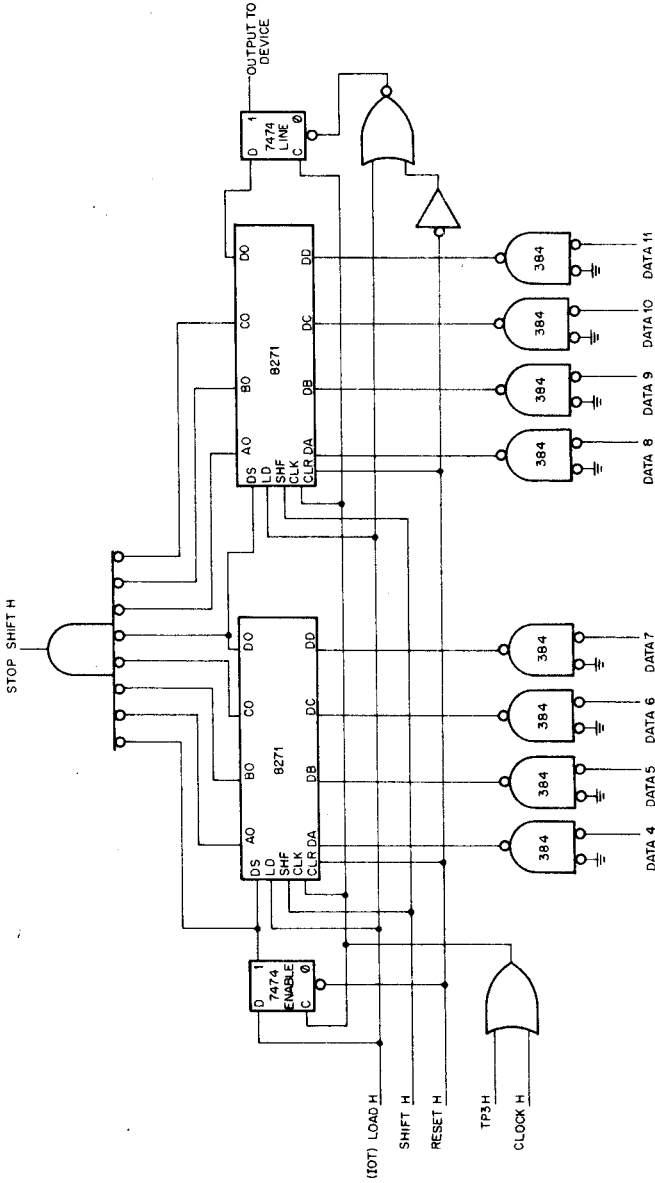 STOP SHIFT H
OUTPUT TO
DEVICE
D 1
7474
ENABLE
C 0
AO BO CO DO
DS
LD
SHF
CLK
CLR DA DB DC DD
8271
AO BO CO DO
DS
LD
SHF
CLK
CLR DA DB DC DD
8271
D 1
7474
LINE
C 0
384
384
384
384
384
384
384
384
DATA 4
DATA 5
DATA 6
DATA 7
DATA 8
DATA 9
DATA 10
DATA 11
(IOT) LOAD H
SHIFT H
RESET H
TP3 H
CLOCK H